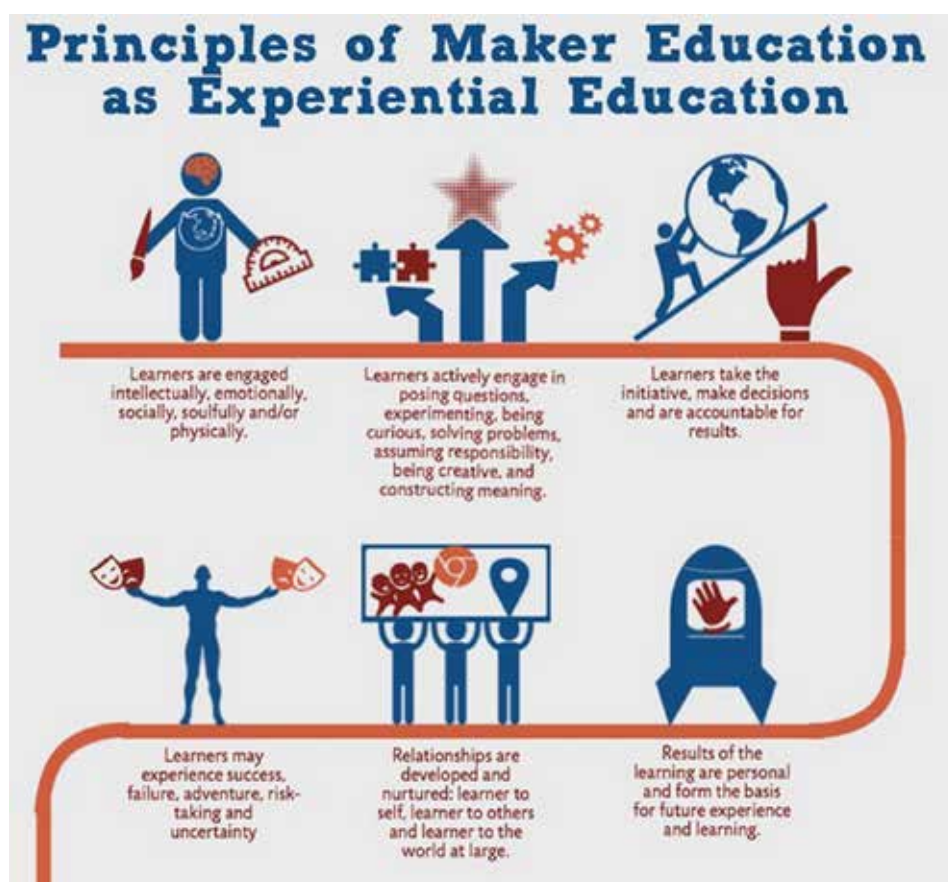 Principles of Maker Education
as Experiential Education
Learners are engaged
intellectually, emotionally,
socially, soulfully and/or
physically.
Learners actively engage in
posing questions,
experimenting, being
curious, solving problems,
assuming responsibility,
being creative, and
constructing meaning.
Learners take the
initiative, make decisions
and are accountable for
results.
Learners may
experience success,
failure, adventure, risk-
taking and
uncertainty
Relationships are
developed and
nurtured: learner to
self, learner to others
and learner to the
world at large.
Results of the
learning are personal
and form the basis
for future experience
and learning.